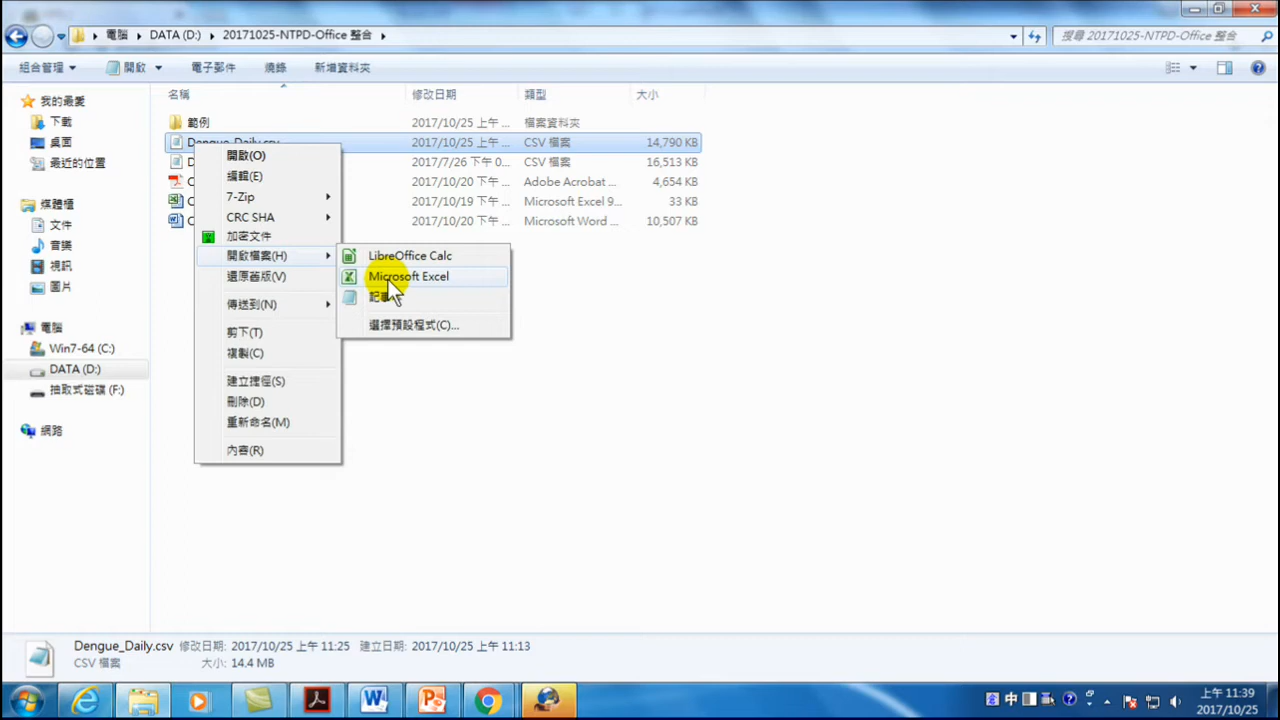 電腦 ▸ DATA (D:) ▸ 20171025-NTPD-Office 整合 ▸
搜尋 20171025-NTPD-Office 整合
組合管理 ▼ 開啟 ▼ 電子郵件 燒錄 新增資料夾
名稱 修改日期 類型 大小
我的最愛
下載
桌面
最近的位置
媒體櫃
文件
音樂
視訊
圖片
電腦
Win7-64 (C:)
DATA (D:)
抽取式磁碟 (F:)
網路
範例 2017/10/25 上午 ... 檔案資料夾
Dengue_Daily.csv 2017/10/25 上午 ... CSV 檔案 14,790 KB
D 2017/7/26 下午 0... CSV 檔案 16,513 KB
2017/10/20 下午 ... Adobe Acrobat ... 4,654 KB
2017/10/19 下午 ... Microsoft Excel 9... 33 KB
2017/10/20 下午 ... Microsoft Word ... 10,507 KB
開啟(O)
編輯(E)
7-Zip
CRC SHA
加密文件
開啟檔案(H)
還原舊版(V)
傳送到(N)
剪下(T)
複製(C)
建立捷徑(S)
刪除(D)
重新命名(M)
內容(R)
LibreOffice Calc
Microsoft Excel
選擇預設程式(C)...
Dengue_Daily.csv 修改日期: 2017/10/25 上午 11:25 建立日期: 2017/10/25 上午 11:13
CSV 檔案 大小: 14.4 MB
中
上午 11:39
2017/10/25